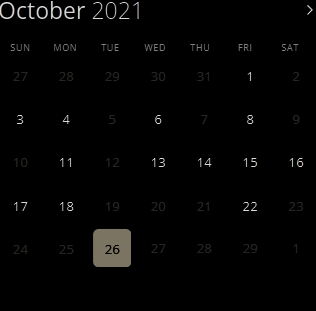 October 2021 >
SUN MON TUE WED THU FRI SAT
27 28 29 30 31 1 2
3 4 5 6 7 8 9
10 11 12 13 14 15 16
17 18 19 20 21 22 23
24 25 26 27 28 29 1